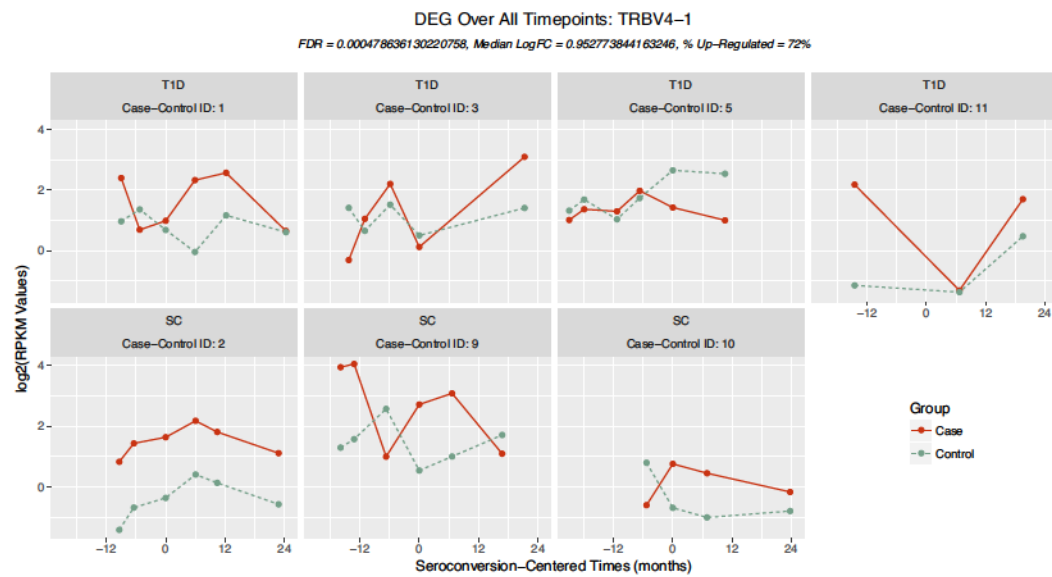 DEG Over All Timepoints: TRBV4−1
FDR = 0.000478636130220758, Median LogFC = 0.952773844163246, % Up−Regulated = 72%
T1D
Case−Control ID: 1
T1D
Case−Control ID: 3
T1D
Case−Control ID: 5
T1D
Case−Control ID: 11
4
2
0
−12 0 12 24
SC
Case−Control ID: 2
SC
Case−Control ID: 9
SC
Case−Control ID: 10
4
2
0
−12 0 12 24
−12 0 12 24
−12 0 12 24
log2(RPKM Values)
Seroconversion−Centered Times (months)
Group
Case
Control